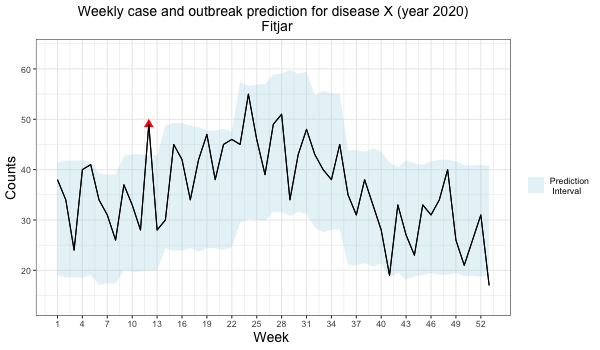 Weekly case and outbreak prediction for disease X (year 2020)
Fitjar
Counts
60
50
40
30
20
1 4 7 10 13 16 19 22 25 28 31 34 37 40 43 46 49 52
Week
Prediction
Interval